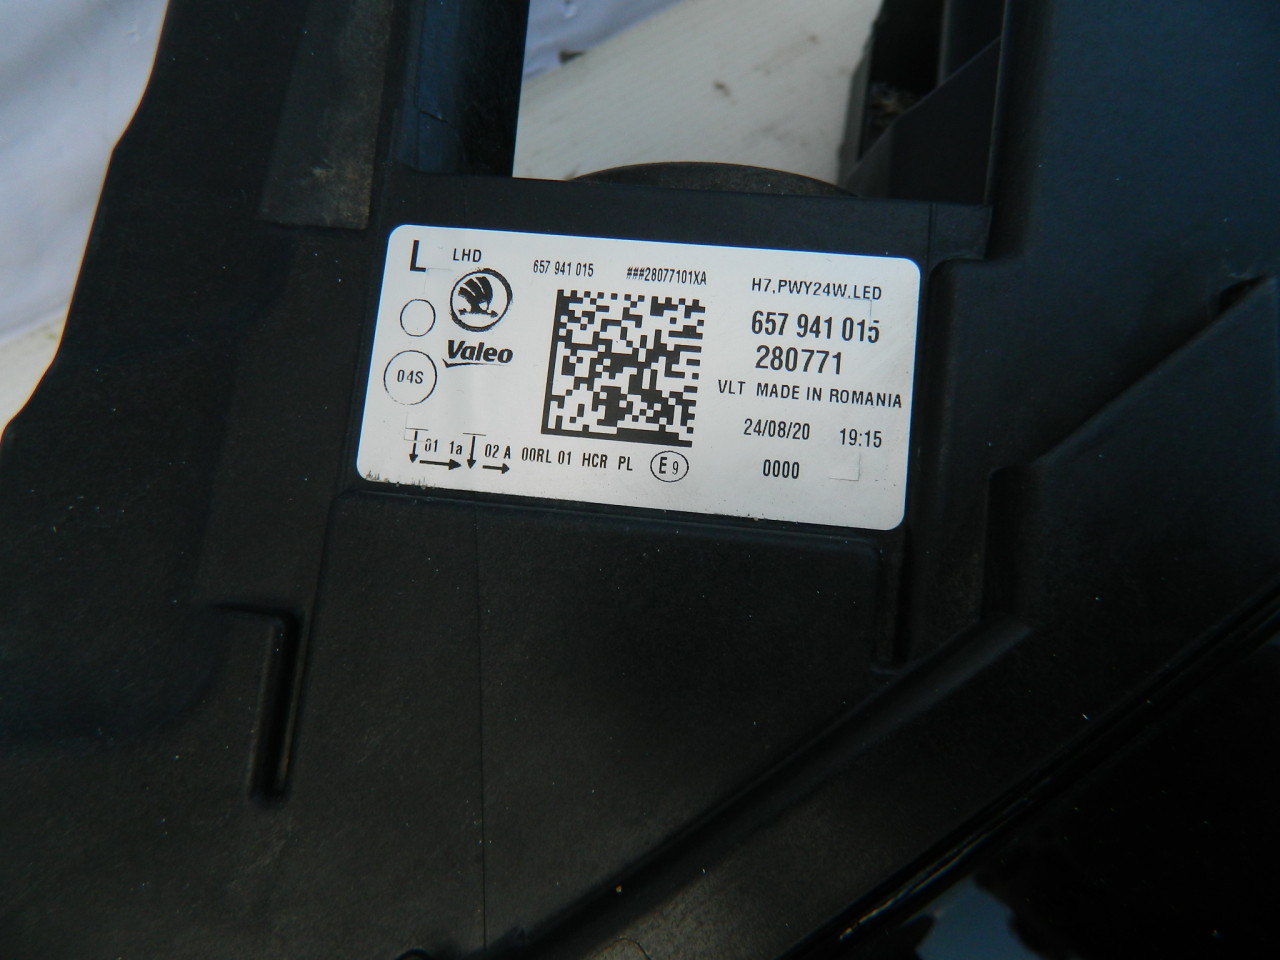 L LHD 657 941 015 ###28077101XA H7,PWY24W,LED
Valeo
657 941 015
280771
04S
VLT MADE IN ROMANIA
24/08/20 19:15
01 1a 02 A 00RL 01 HCR PL E9
0000